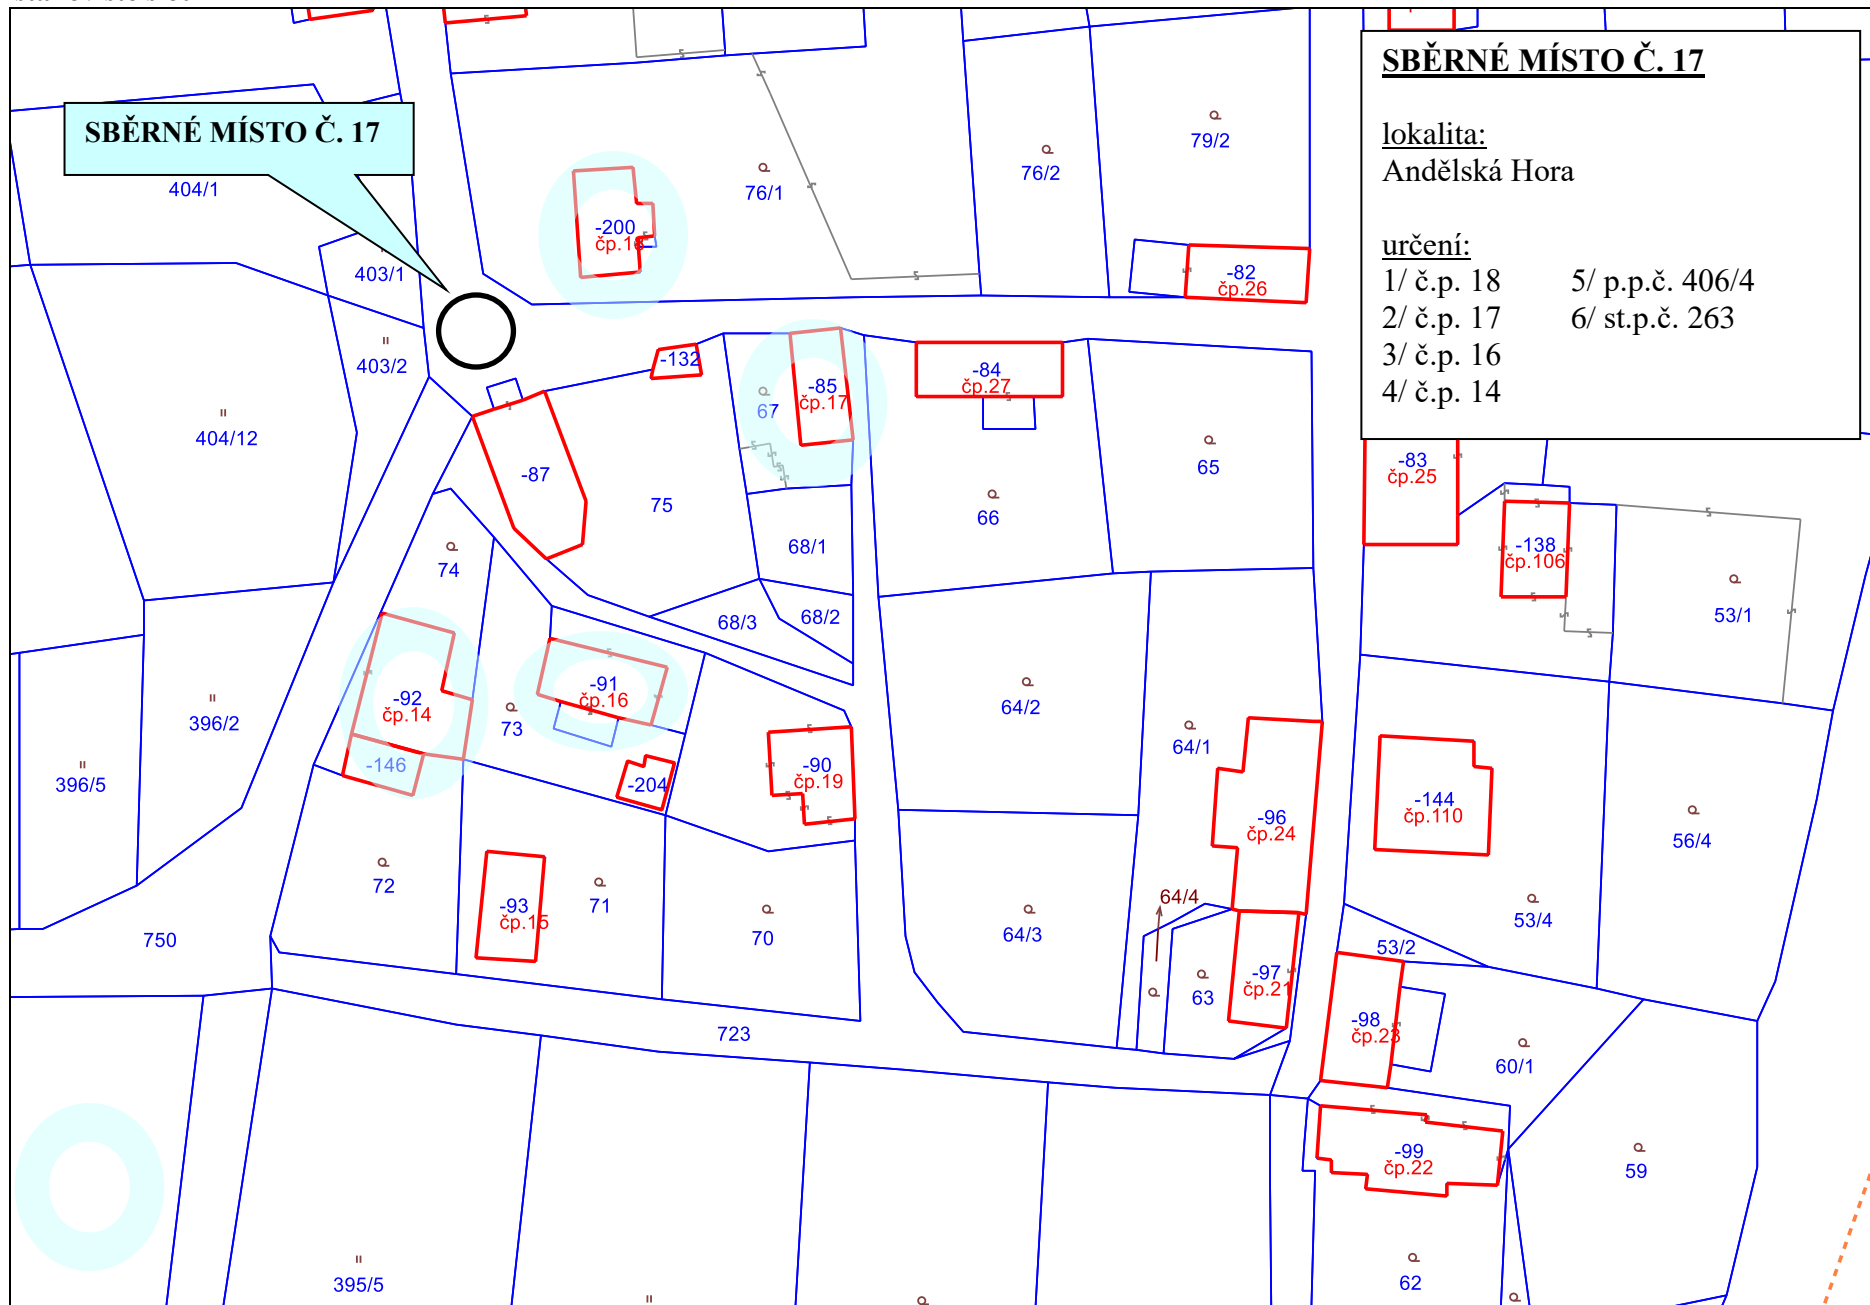 SBĚRNÉ MÍSTO Č. 17
lokalita:
Andělská Hora
určení:
1/ č.p. 18 5/ p.p.č. 406/4
2/ č.p. 17 6/ st.p.č. 263
3/ č.p. 16
4/ č.p. 14
SBĚRNÉ MÍSTO Č. 17
404/1
76/1
76/2
79/2
-200
čp.18
403/1
-82
čp.26
403/2
-132
-85
čp.17
67
-84
čp.27
404/12
-87
75
66
65
-83
čp.25
68/1
-138
čp.106
74
68/3
68/2
53/1
-92
čp.14
-91
čp.16
73
64/2
64/1
396/2
-146
-204
-90
čp.19
396/5
-96
čp.24
-144
čp.110
56/4
72
-93
čp.15
71
70
64/3
64/4
53/4
750
53/2
-97
čp.21
63
-98
čp.23
723
60/1
-99
čp.22
59
395/5
62